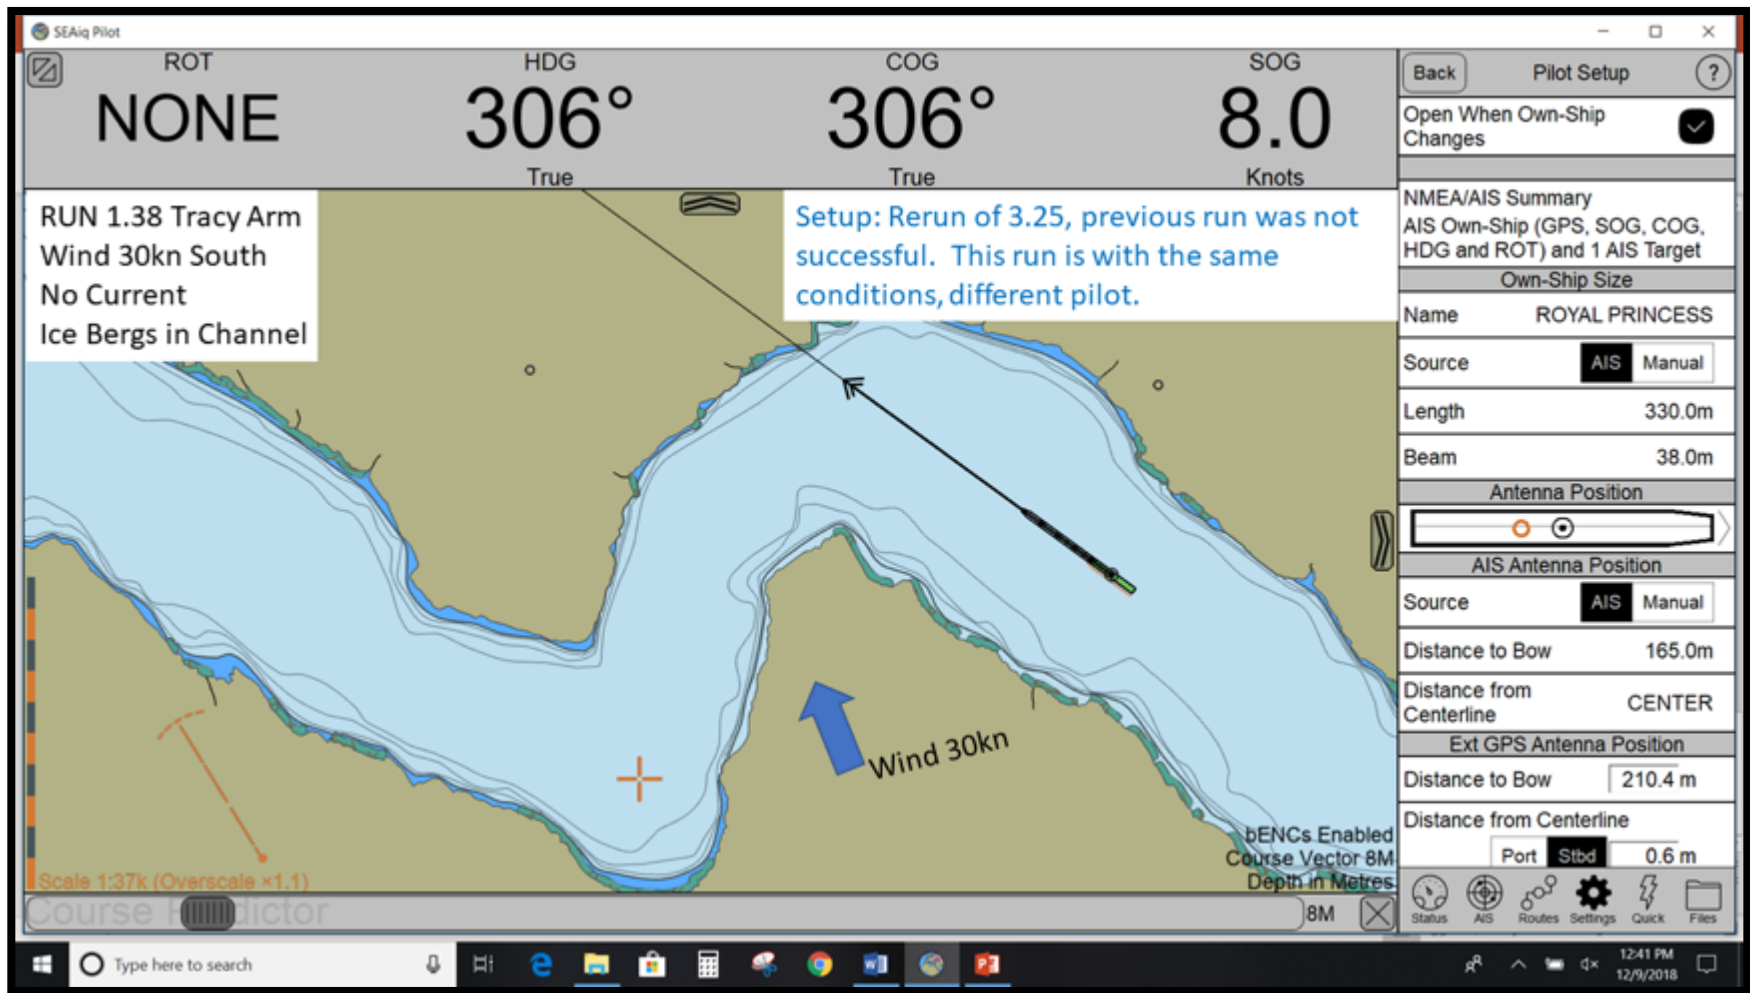 SEAiq Pilot
ROT
HDG
COG
SOG
NONE
306°
306°
8.0
True
True
Knots
RUN 1.38 Tracy Arm
Wind 30kn South
No Current
Ice Bergs in Channel
Setup: Rerun of 3.25, previous run was not
successful. This run is with the same
conditions, different pilot.
Wind 30kn
bENCs Enabled
Course Vector 8M
Depth in Metres
Scale 1:37k (Overscale ×1.1)
8M
Back
Pilot Setup
?
Open When Own-Ship
Changes
NMEA/AIS Summary
AIS Own-Ship (GPS, SOG, COG,
HDG and ROT) and 1 AIS Target
Own-Ship Size
Name ROYAL PRINCESS
Source AIS Manual
Length 330.0m
Beam 38.0m
Antenna Position
AIS Antenna Position
Source AIS Manual
Distance to Bow 165.0m
Distance from
Centerline CENTER
Ext GPS Antenna Position
Distance to Bow 210.4 m
Distance from Centerline
Port Stbd 0.6 m
Status AIS Routes Settings Quick Files
Type here to search
12:41 PM
12/9/2018